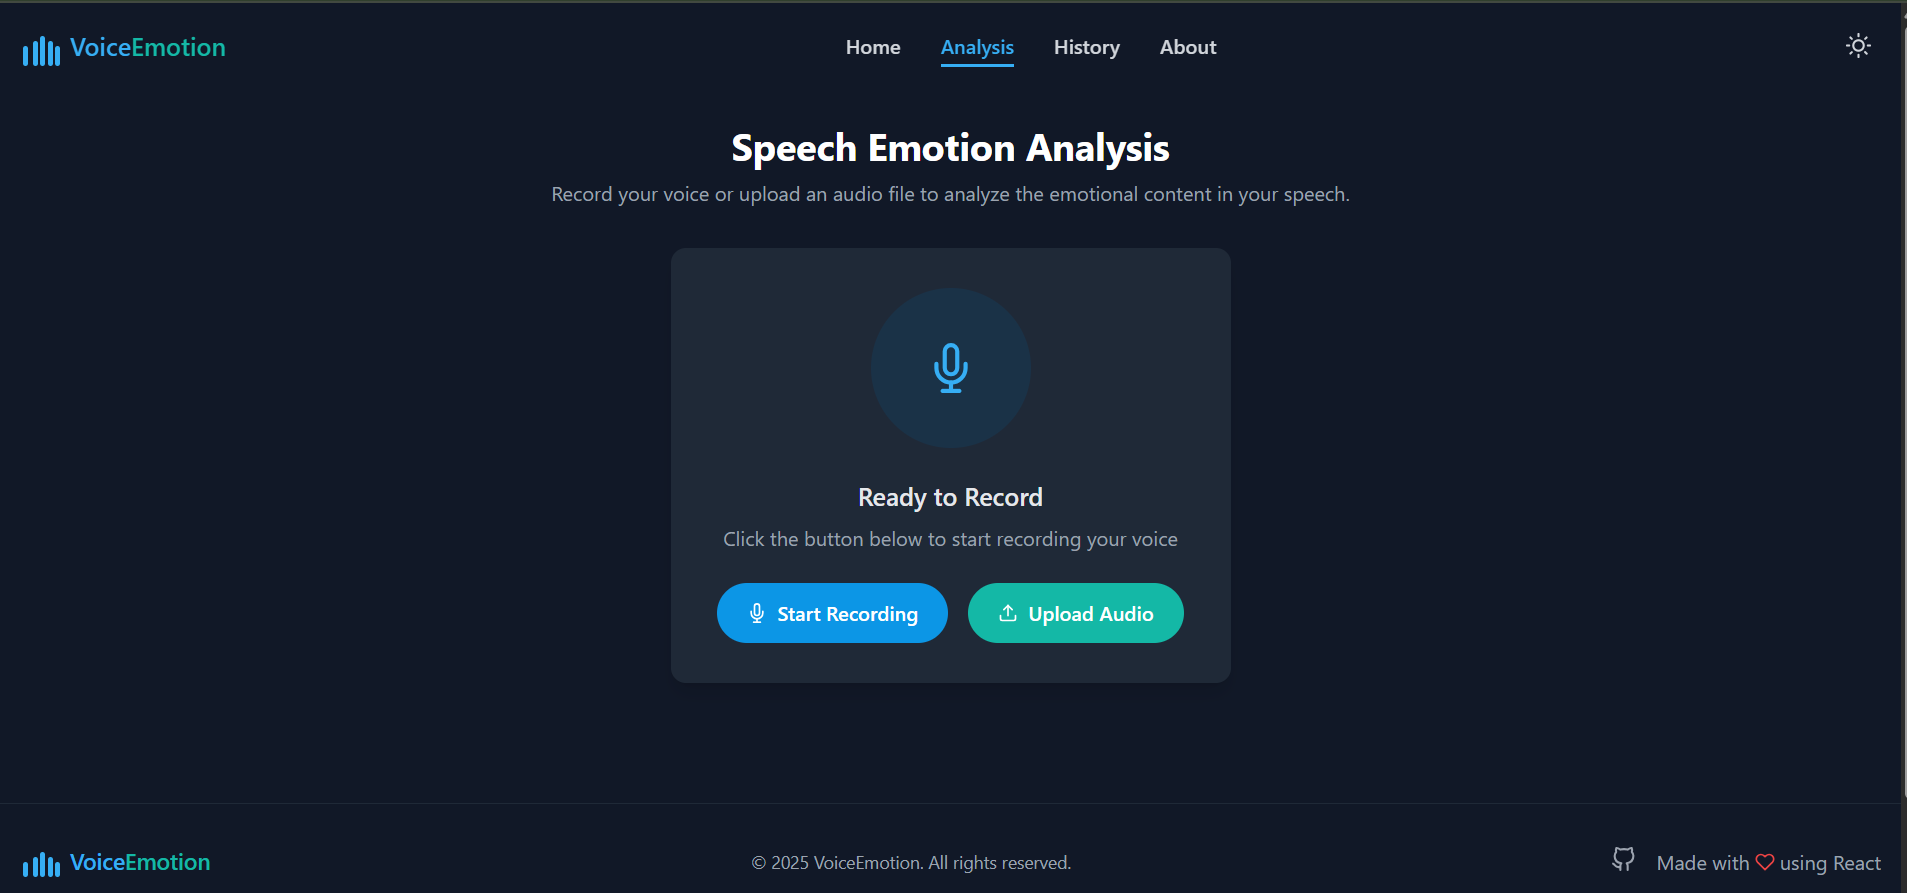 VoiceEmotion
Home Analysis History About
Speech Emotion Analysis
Record your voice or upload an audio file to analyze the emotional content in your speech.
Ready to Record
Click the button below to start recording your voice
Start Recording Upload Audio
VoiceEmotion
© 2025 VoiceEmotion. All rights reserved.
Made with using React